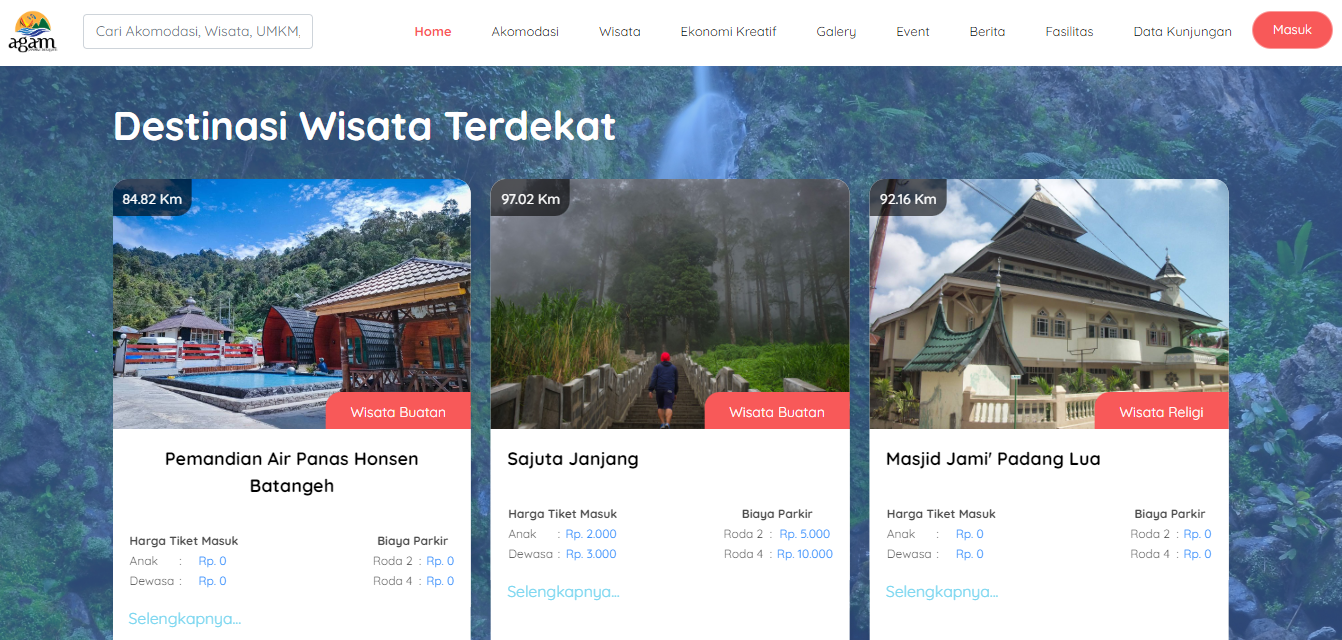 agam
Cari Akomodasi, Wisata, UMKM,
Home
Akomodasi
Wisata
Ekonomi Kreatif
Galery
Event
Berita
Fasilitas
Data Kunjungan
Masuk
Destinasi Wisata Terdekat
84.82 Km
Wisata Buatan
Pemandian Air Panas Honsen
Batangeh
Harga Tiket Masuk
Anak : Rp. 0
Dewasa : Rp. 0
Biaya Parkir
Roda 2 : Rp. 0
Roda 4 : Rp. 0
Selengkapnya...
97.02 Km
Wisata Buatan
Sajuta Janjang
Harga Tiket Masuk
Anak : Rp. 2.000
Dewasa : Rp. 3.000
Biaya Parkir
Roda 2 : Rp. 5.000
Roda 4 : Rp. 10.000
Selengkapnya...
92.16 Km
Wisata Religi
Masjid Jami' Padang Lua
Harga Tiket Masuk
Anak : Rp. 0
Dewasa : Rp. 0
Biaya Parkir
Roda 2 : Rp. 0
Roda 4 : Rp. 0
Selengkapnya...